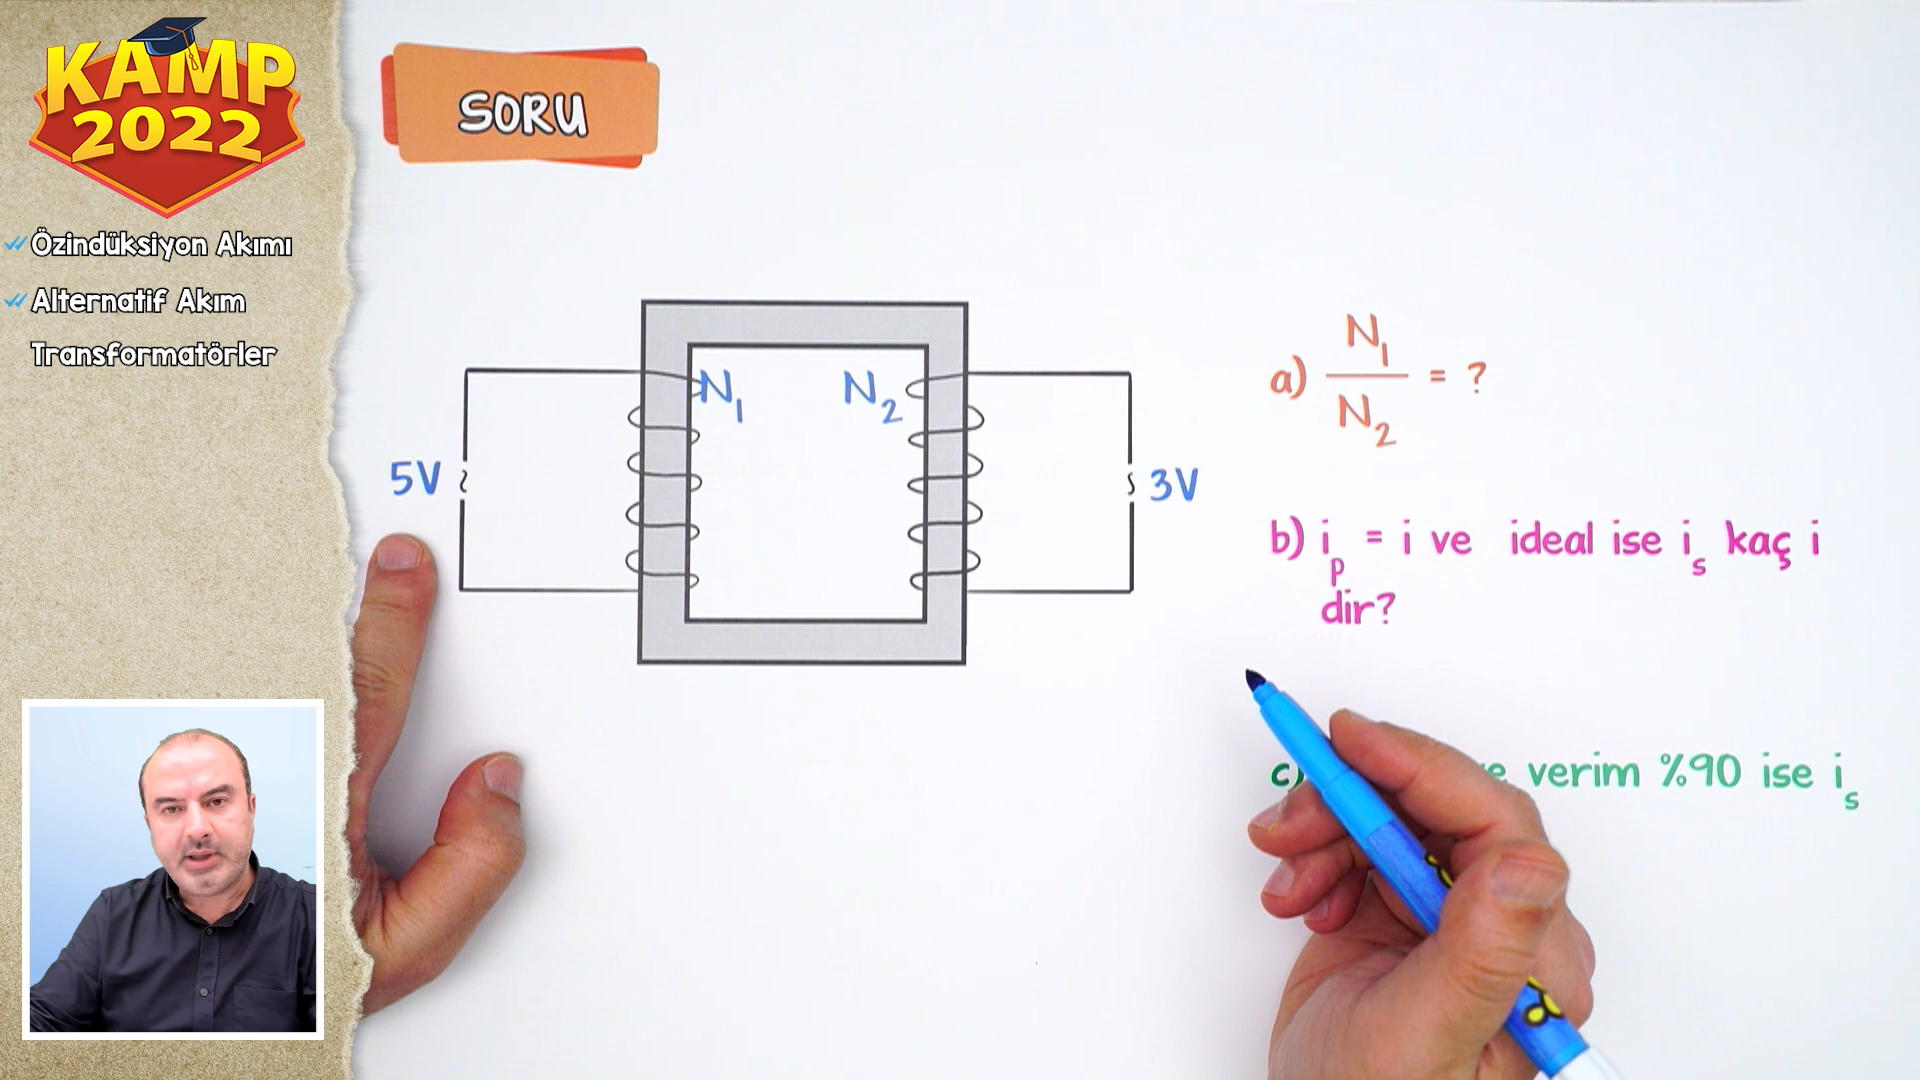 KAMP
2022
Özindüksiyon Akımı
Alternatif Akım
Transformatörler
SORU
N₁
N₂
5V
3V
a) N₁
N₂ = ?
b) iₚ = i ve ideal ise iₛ kaç i
dir?
c) verim %90 ise iₛ